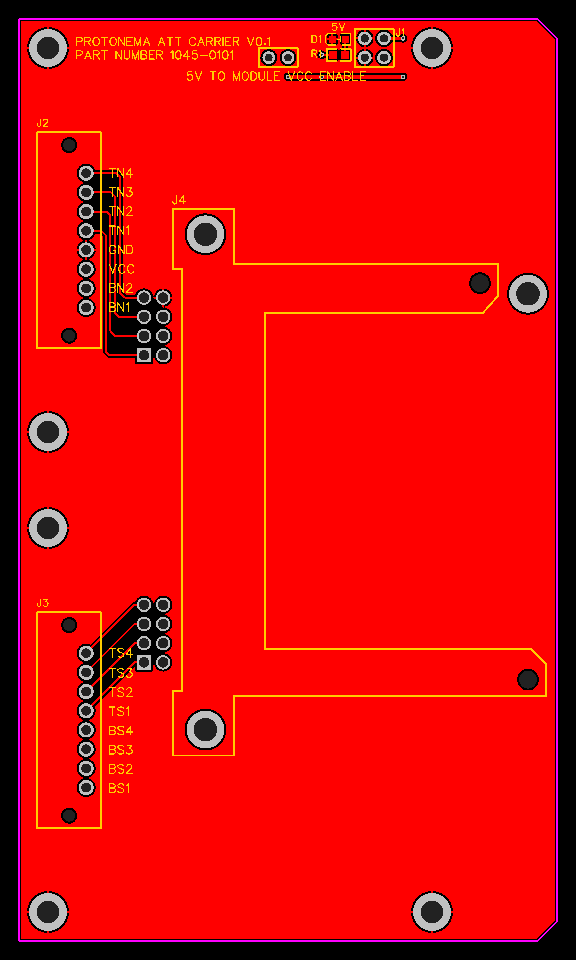 PROTONEMA ATT CARRIER V0.1
PART NUMBER 1045-0101
5V
D1
J1
R1
5V TO MODULE VCC ENABLE
J2
TN4
TN3
TN2
TN1
GND
VCC
BN2
BN1
J4
J3
TS4
TS3
TS2
TS1
BS4
BS3
BS2
BS1